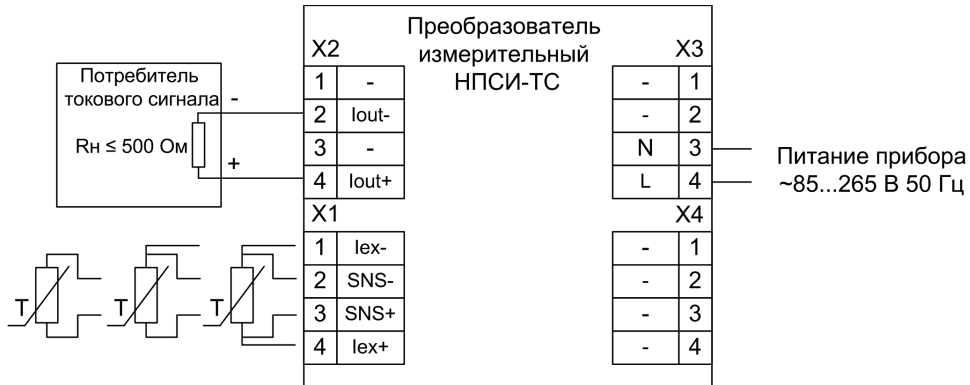 Преобразователь
измерительный
НПСИ-ТС
X2
1 -
2 Iout-
3 -
4 Iout+
X1
1 Iex-
2 SNS-
3 SNS+
4 Iex+
X3
- 1
- 2
N 3
L 4
X4
- 1
- 2
- 3
- 4
Потребитель
токового сигнала
-
Rн ≤ 500 Ом
+
T T T
Питание прибора
~85...265 В 50 Гц